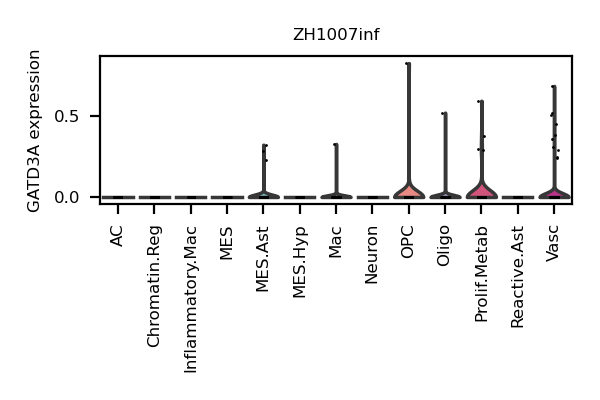 ZH1007inf
GATD3A expression
0.5
0.0
AC
Chromatin.Reg
Inflammatory.Mac
MES
MES.Ast
MES.Hyp
Mac
Neuron
OPC
Oligo
Prolif.Metab
Reactive.Ast
Vasc